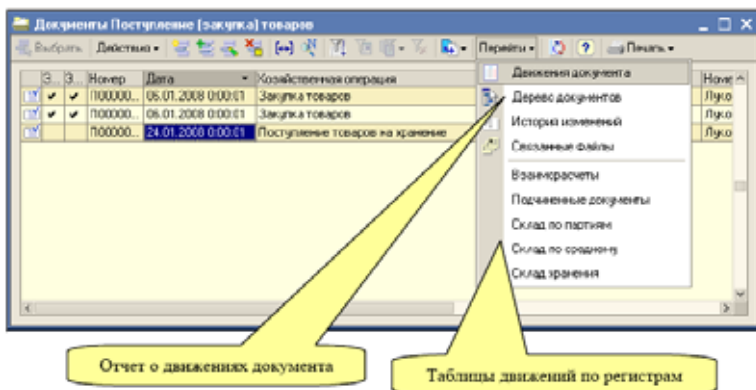 Документы Поступление (закупка) товаров
Выбрать Действия Перейти Печать
Э... Э... Номер Дата Хозяйственная операция Номе
П00000... 06.01.2008 0:00:01 Закупка товаров Луко
П00000... 06.01.2008 0:00:01 Закупка товаров Луко
П00000... 24.01.2008 0:00:01 Поступление товаров на хранение Луко
Движения документа
Дерево документов
История изменений
Связанные файлы
Взаиморасчеты
Подчиненные документы
Склад по партиям
Склад по среднему
Склад хранения
Отчет о движениях документа
Таблицы движений по регистрам